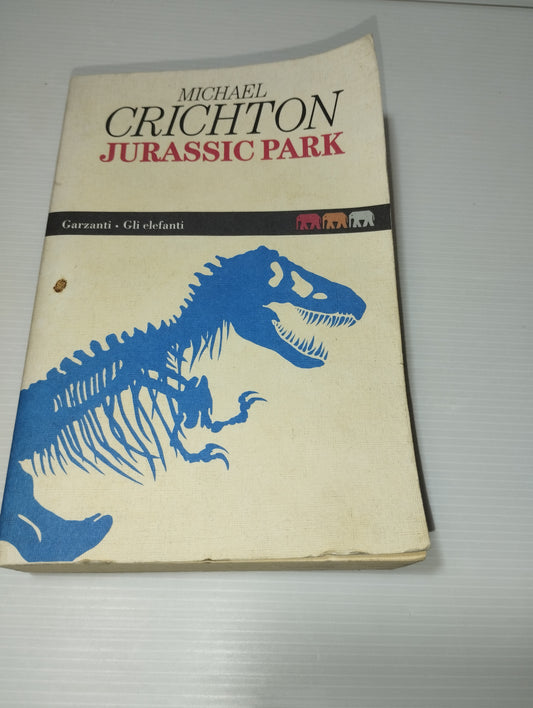 MICHAEL
CRICHTON
JURASSIC PARK
Garzanti • Gli elefanti